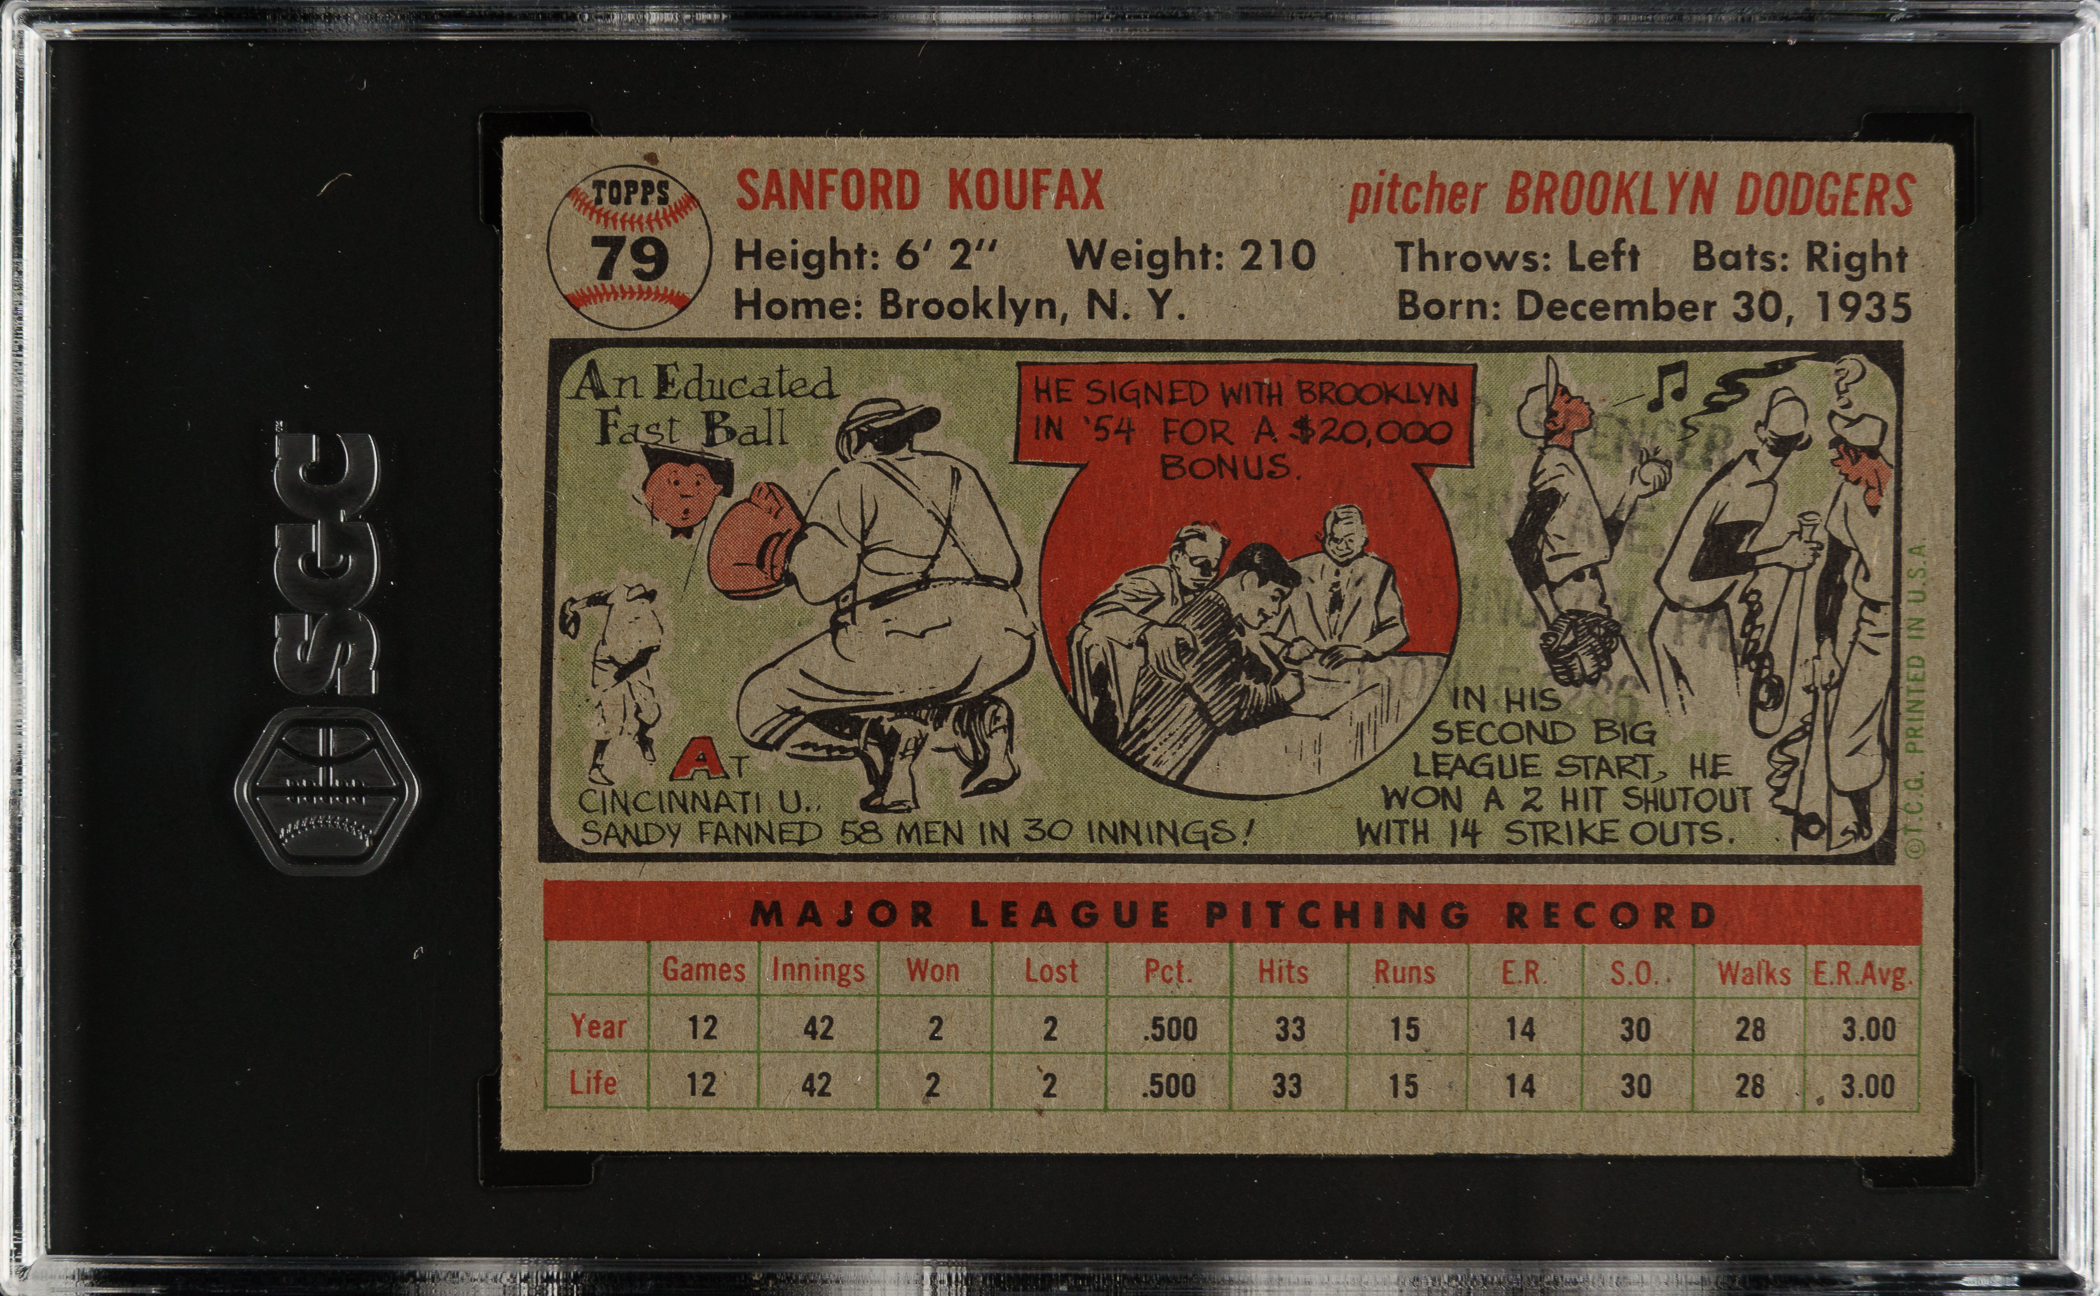 SGC
TOPPS
79
SANFORD KOUFAX
pitcher BROOKLYN DODGERS
Height: 6' 2" Weight: 210 Throws: Left Bats: Right
Home: Brooklyn, N. Y. Born: December 30, 1935
An Educated
Fast Ball
AT
CINCINNATI U.,
SANDY FANNED 58 MEN IN 30 INNINGS!
HE SIGNED WITH BROOKLYN
IN '54 FOR A $20,000
BONUS.
?
IN HIS
SECOND BIG
LEAGUE START, HE
WON A 2 HIT SHUTOUT
WITH 14 STRIKE OUTS.
© T.C.G. PRINTED IN U.S.A.
MAJOR LEAGUE PITCHING RECORD
Games Innings Won Lost Pct. Hits Runs E.R. S.O. Walks E.R.Avg.
Year 12 42 2 2 .500 33 15 14 30 28 3.00
Life 12 42 2 2 .500 33 15 14 30 28 3.00